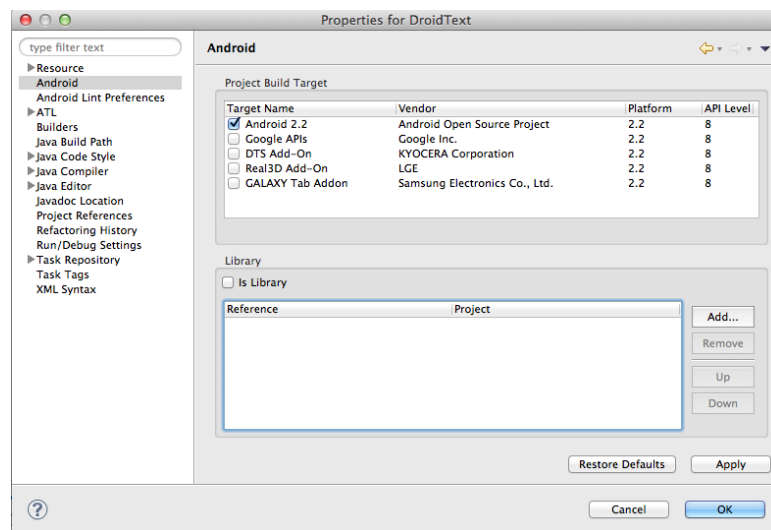 Properties for DroidText
type filter text
Resource
Android
Android Lint Preferences
ATL
Builders
Java Build Path
Java Code Style
Java Compiler
Java Editor
Javadoc Location
Project References
Refactoring History
Run/Debug Settings
Task Repository
Task Tags
XML Syntax
Android
Project Build Target
Target Name Vendor Platform API Level
Android 2.2 Android Open Source Project 2.2 8
Google APIs Google Inc. 2.2 8
DTS Add-On KYOCERA Corporation 2.2 8
Real3D Add-On LGE 2.2 8
GALAXY Tab Addon Samsung Electronics Co., Ltd. 2.2 8
Library
Is Library
Reference Project
Add...
Remove
Up
Down
Restore Defaults Apply
? Cancel OK